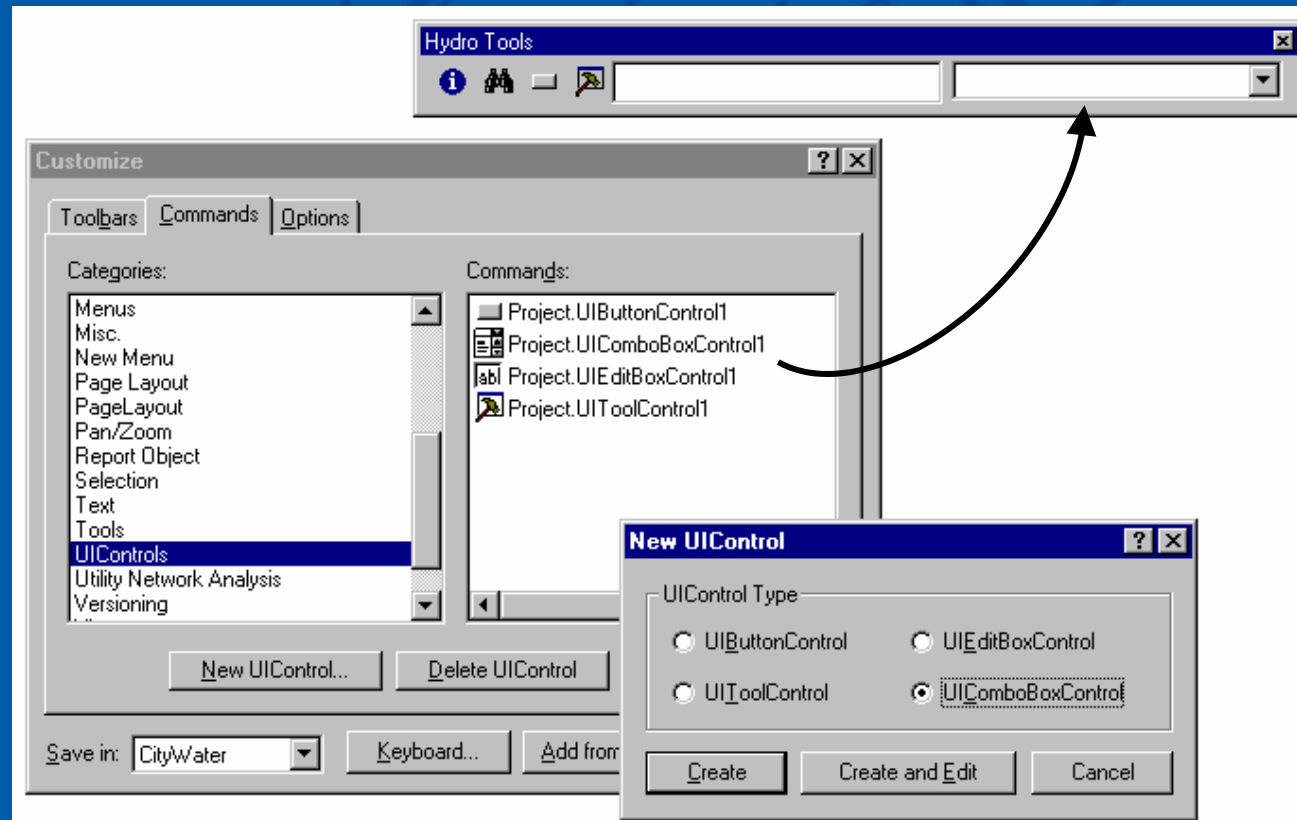 Hydro Tools
Customize
Toolbars Commands Options
Categories: Commands:
Menus
Misc.
New Menu
Page Layout
PageLayout
Pan/Zoom
Report Object
Selection
Text
Tools
UIControls
Utility Network Analysis
Versioning
Project.UIButtonControl1
Project.UIComboBoxControl1
Project.UIEditBoxControl1
Project.UIToolControl1
New UIControl... Delete UIControl
Save in: CityWater Keyboard... Add from
New UIControl
UIControl Type
UIButtonControl UIEditBoxControl
UIToolControl UIComboBoxControl
Create Create and Edit Cancel